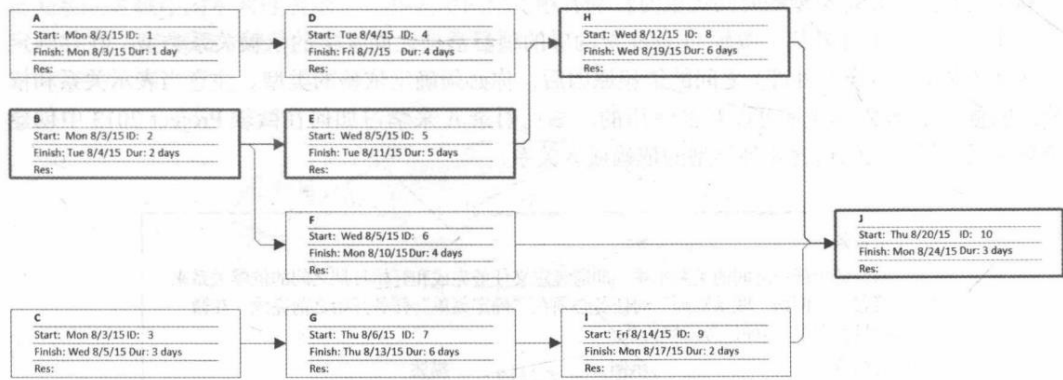 A
Start: Mon 8/3/15 ID: 1
Finish: Mon 8/3/15 Dur: 1 day
Res:
D
Start: Tue 8/4/15 ID: 4
Finish: Fri 8/7/15 Dur: 4 days
Res:
H
Start: Wed 8/12/15 ID: 8
Finish: Wed 8/19/15 Dur: 6 days
Res:
B
Start: Mon 8/3/15 ID: 2
Finish: Tue 8/4/15 Dur: 2 days
Res:
E
Start: Wed 8/5/15 ID: 5
Finish: Tue 8/11/15 Dur: 5 days
Res:
F
Start: Wed 8/5/15 ID: 6
Finish: Mon 8/10/15 Dur: 4 days
Res:
J
Start: Thu 8/20/15 ID: 10
Finish: Mon 8/24/15 Dur: 3 days
Res:
C
Start: Mon 8/3/15 ID: 3
Finish: Wed 8/5/15 Dur: 3 days
Res:
G
Start: Thu 8/6/15 ID: 7
Finish: Thu 8/13/15 Dur: 6 days
Res:
I
Start: Fri 8/14/15 ID: 9
Finish: Mon 8/17/15 Dur: 2 days
Res: